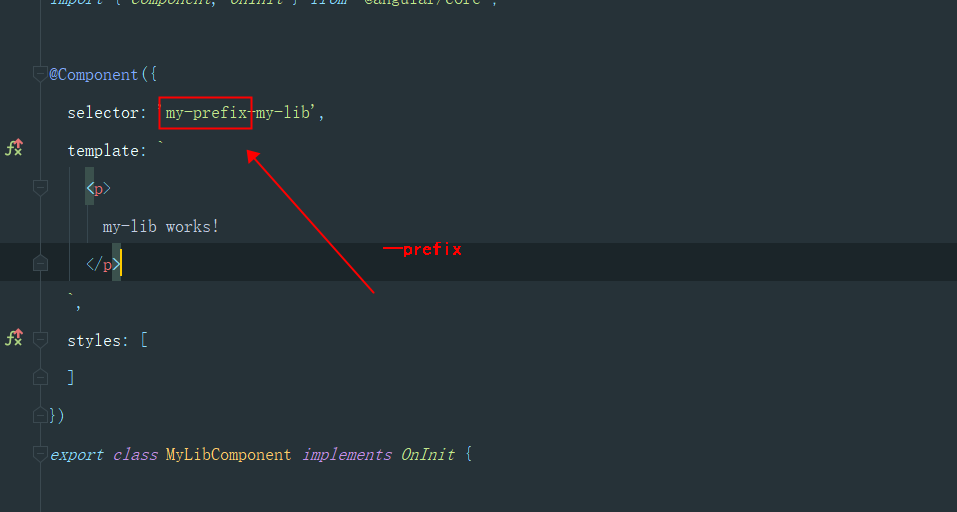 import { Component, OnInit } from '@angular/core';
@Component({
selector: 'my-prefix-my-lib',
template: `
<p>
my-lib works!
—prefix
</p>
`,
styles: [
]
})
export class MyLibComponent implements OnInit {